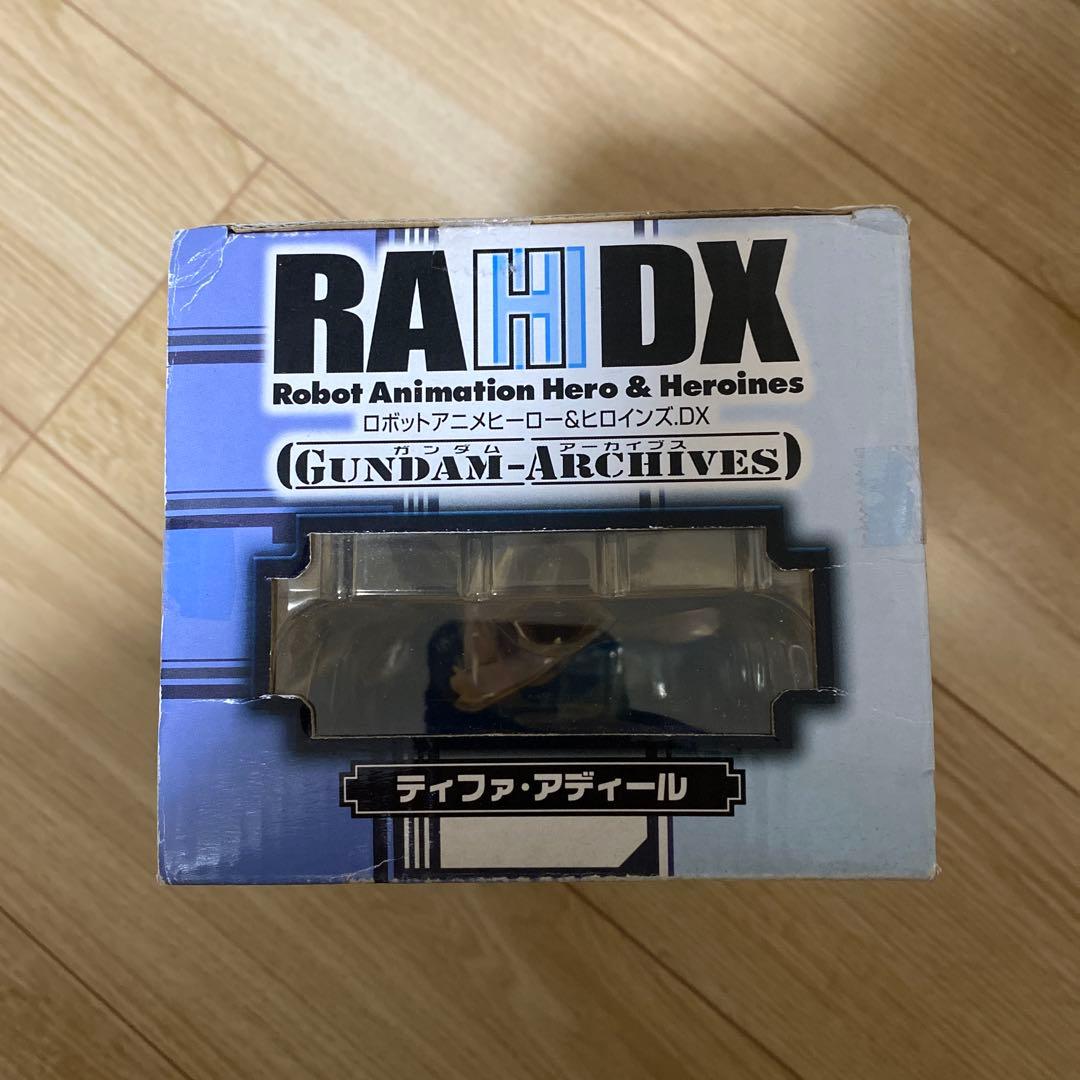 RAHDX
Robot Animation Hero & Heroines
ロボットアニメヒーロー&ヒロインズ.DX
ガンダム アーカイブス
(GUNDAM-ARCHIVES)
ティファ・アディール